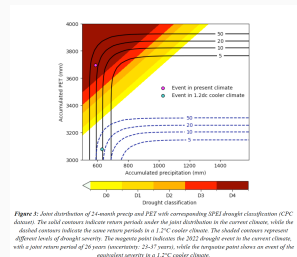 4000
3800
3600
3400
3200
3000
Accumulated PET (mm)
50
20
10
5
Event in present climate
Event in 1.2dc cooler climate
50
20
10
5
600
800
1000
1200
1400
Accumulated precipitation (mm)
D0
D1
D2
D3
D4
Drought classification
Figure 3: Joint distribution of 24-month precip and PET with corresponding SPEI drought classification (CPC
dataset). The solid contours indicate return periods under the joint distribution in the current climate, while the
dashed contours indicate the same return periods in a 1.2°C cooler climate. The shaded contours represent
different levels of drought severity. The magenta point indicates the 2022 drought event in the current climate,
with a joint return period of 26 years (uncertainty: 23-37 years), while the turquoise point shows an event of the
equivalent severity in a 1.2°C cooler climate.